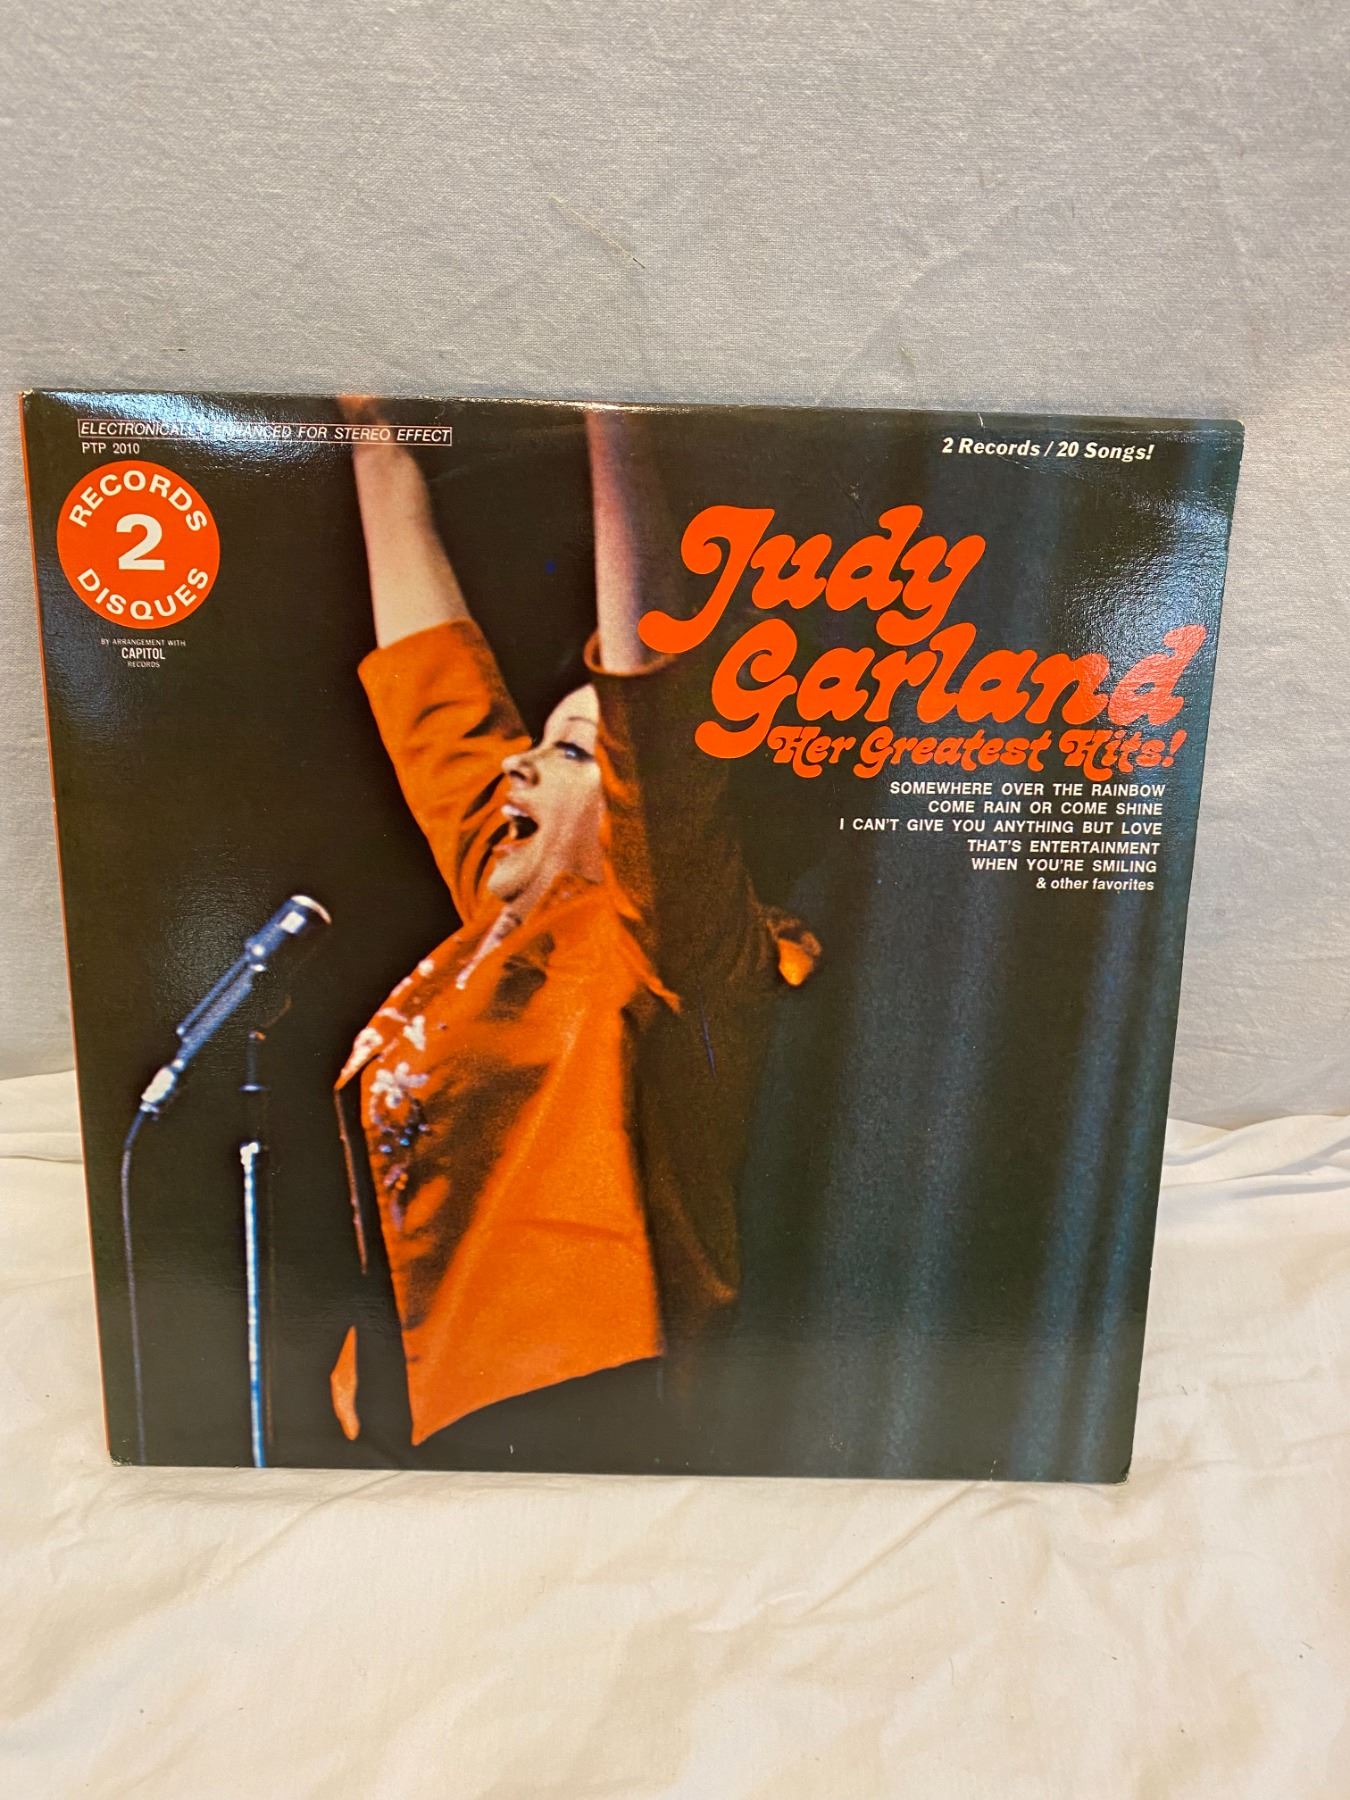 ELECTRONICALLY ENHANCED FOR STEREO EFFECT
PTP 2010
2 Records / 20 Songs!
RECORDS
2
DISQUES
BY ARRANGEMENT WITH
CAPITOL
RECORDS
Judy
Garland
Her Greatest Hits!
SOMEWHERE OVER THE RAINBOW
COME RAIN OR COME SHINE
I CAN'T GIVE YOU ANYTHING BUT LOVE
THAT'S ENTERTAINMENT
WHEN YOU'RE SMILING
& other favorites